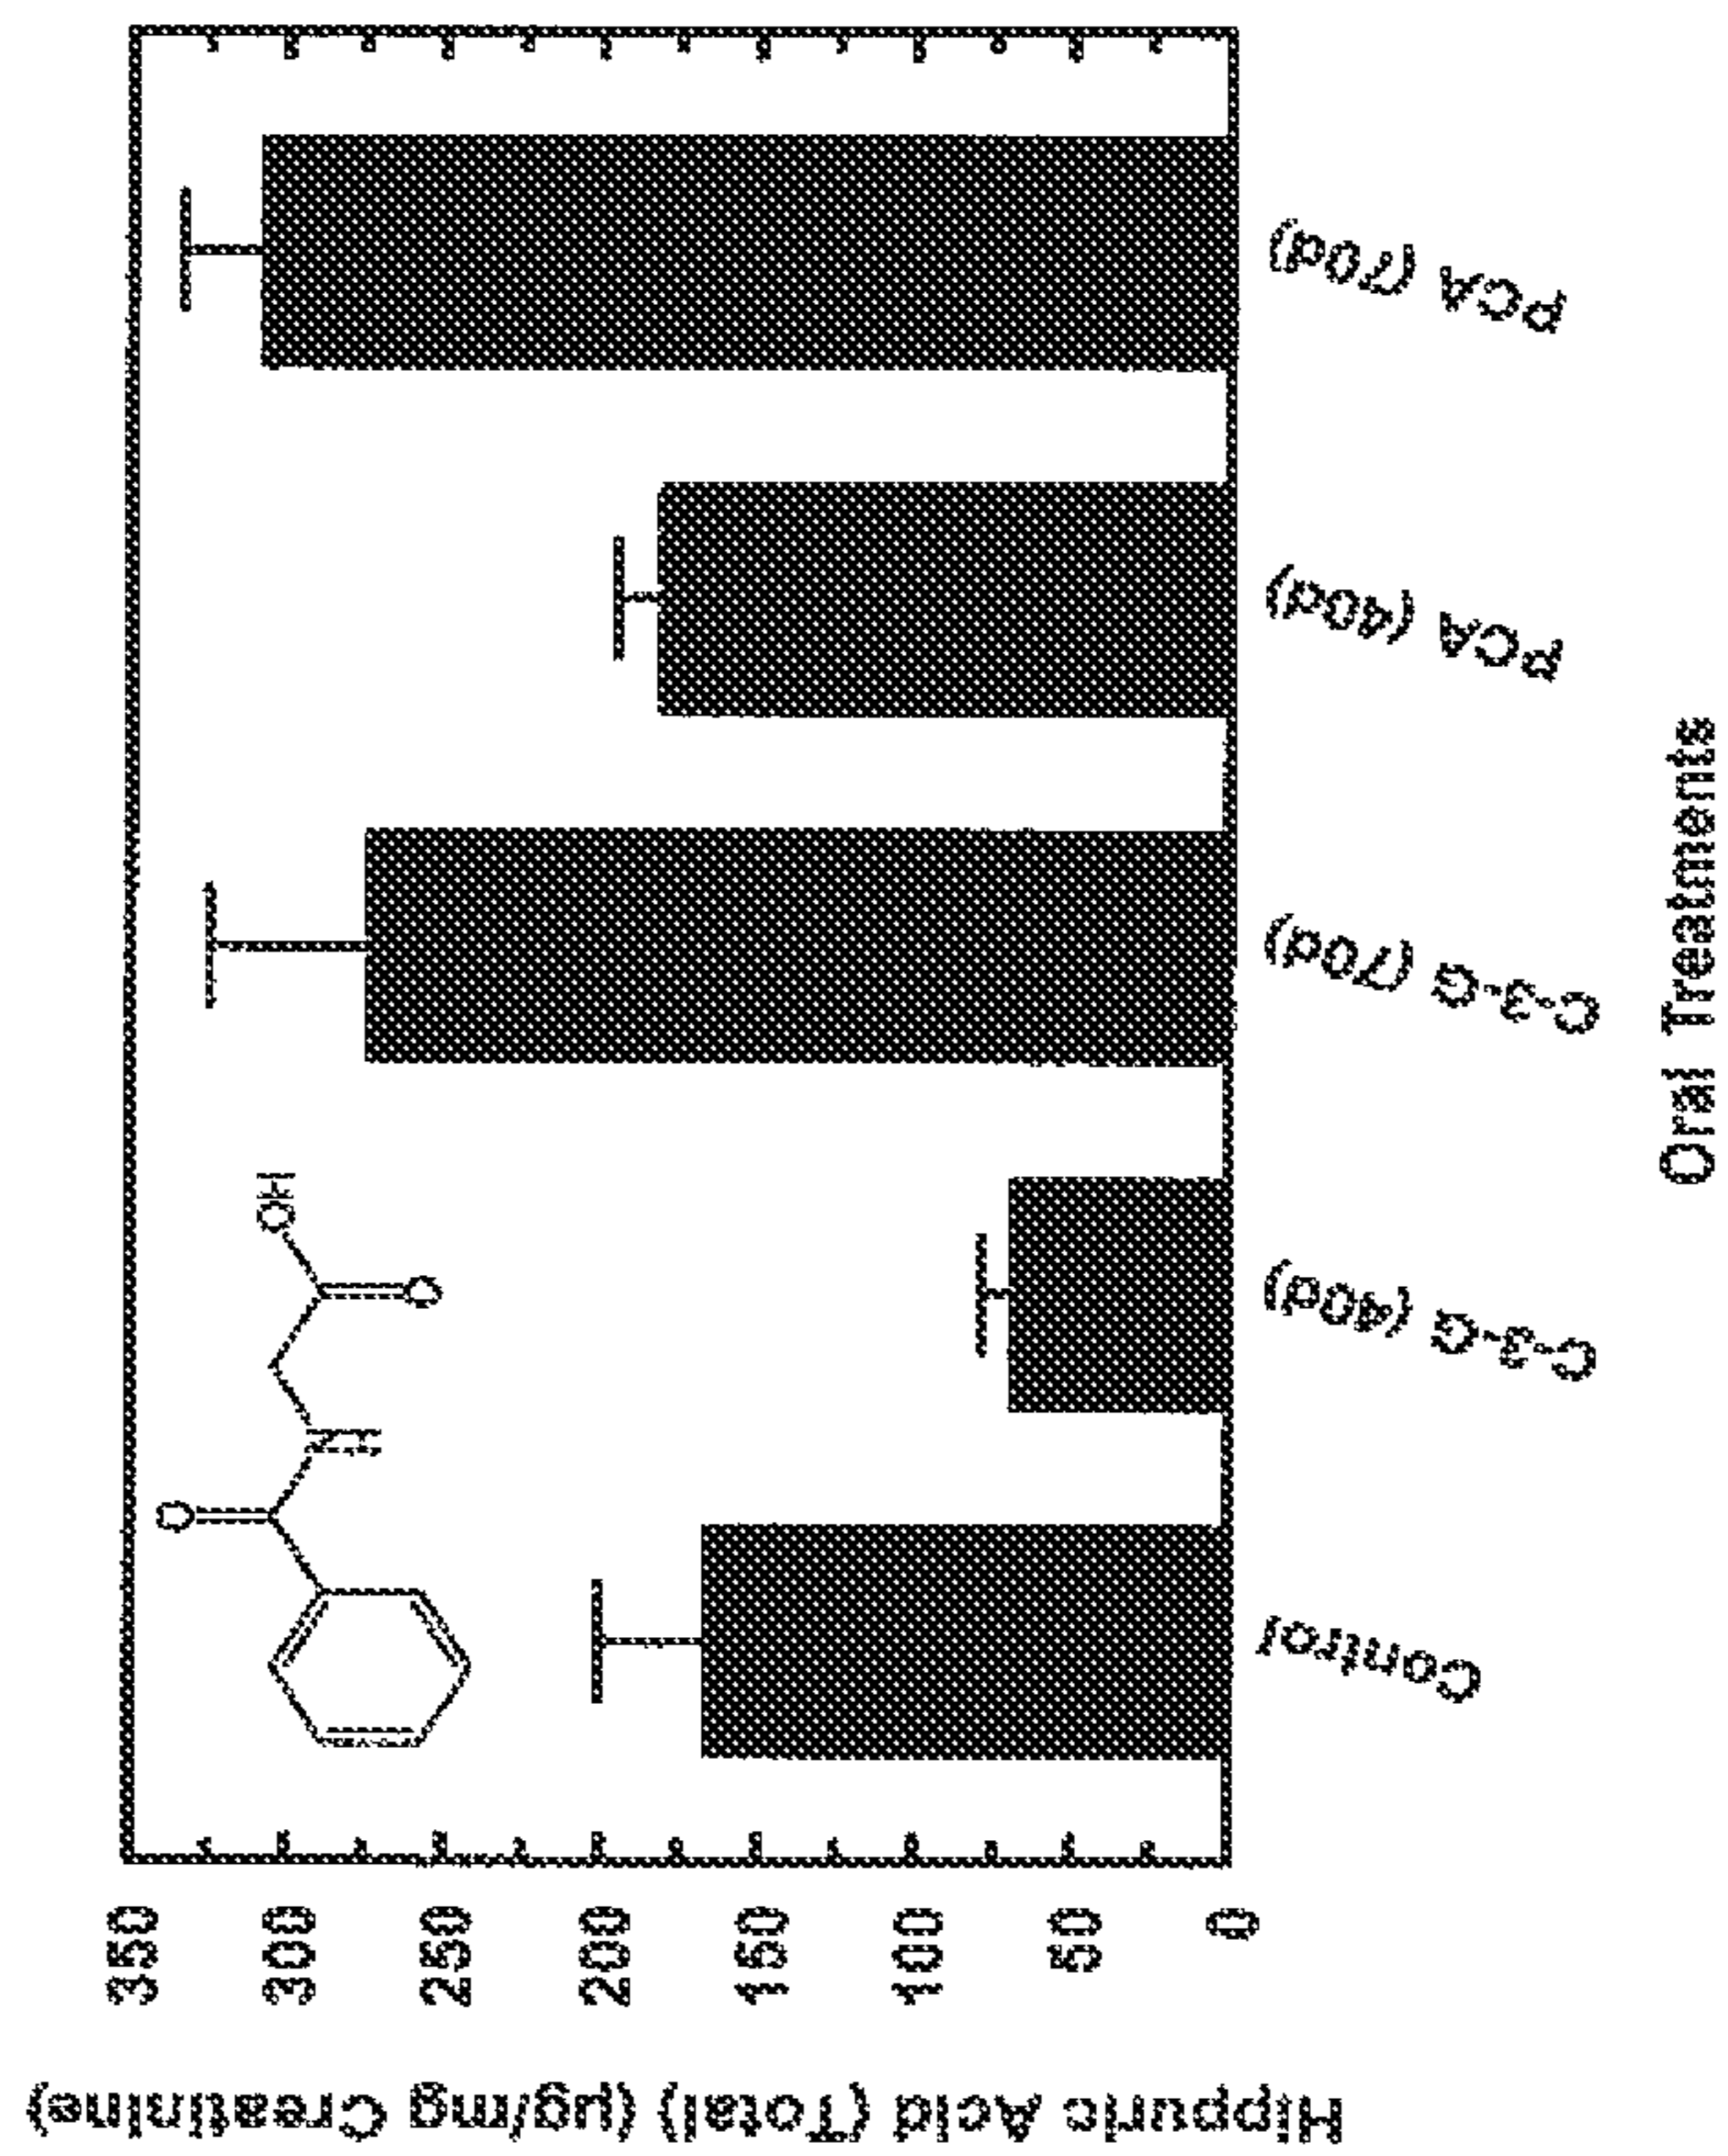 Hippuric Acid (Total) (µg/mg Creatinine)
350
300
250
200
150
100
50
0
O
OH
N
H
O
Control
C-3-G (40d)
C-3-G (70d)
PCA (40d)
PCA (70d)
Oral Treatments